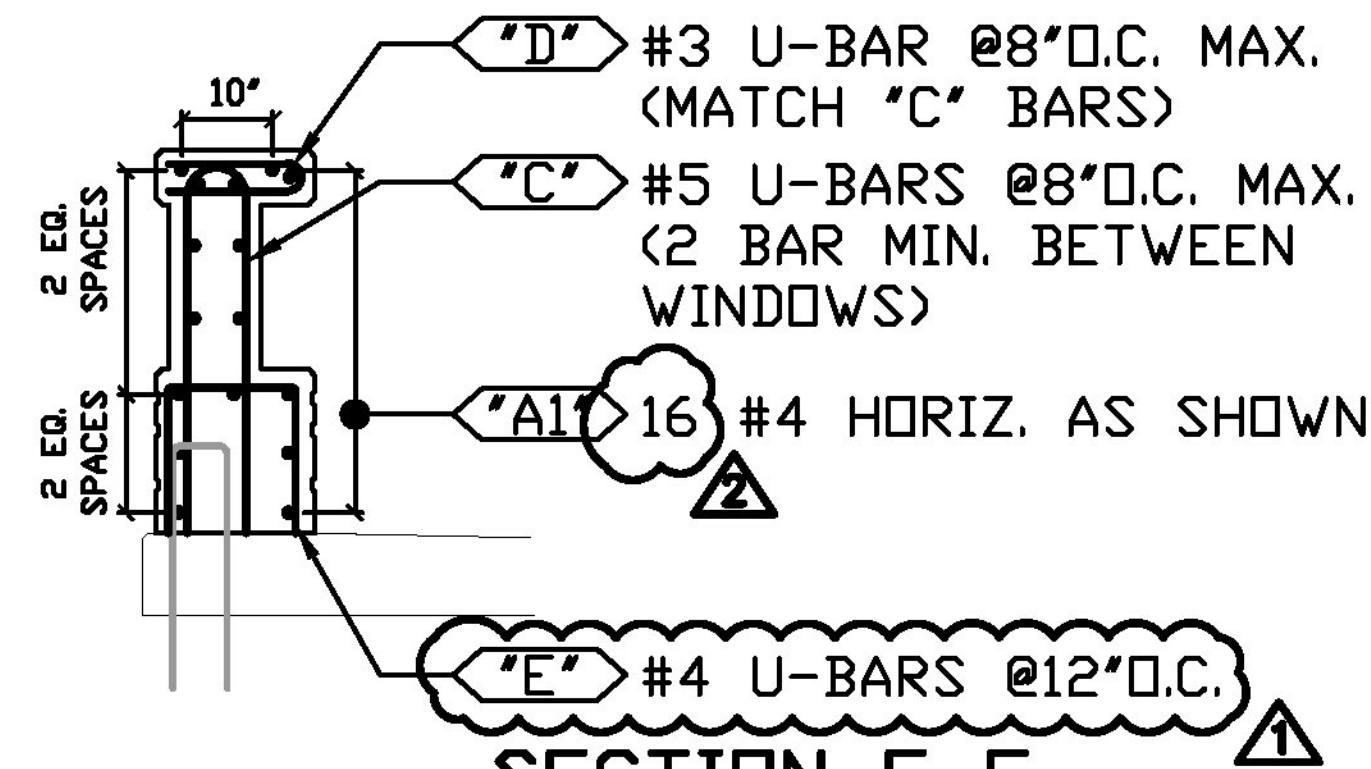 "D" #3 U-BAR @8"O.C. MAX.
(MATCH "C" BARS)
10"
"C" #5 U-BARS @8"O.C. MAX.
(2 BAR MIN. BETWEEN
WINDOWS)
2 EQ.
SPACES
"A1" 16 #4 HORIZ. AS SHOWN
2
2 EQ.
SPACES
"E" #4 U-BARS @12"O.C.
1
SECTION